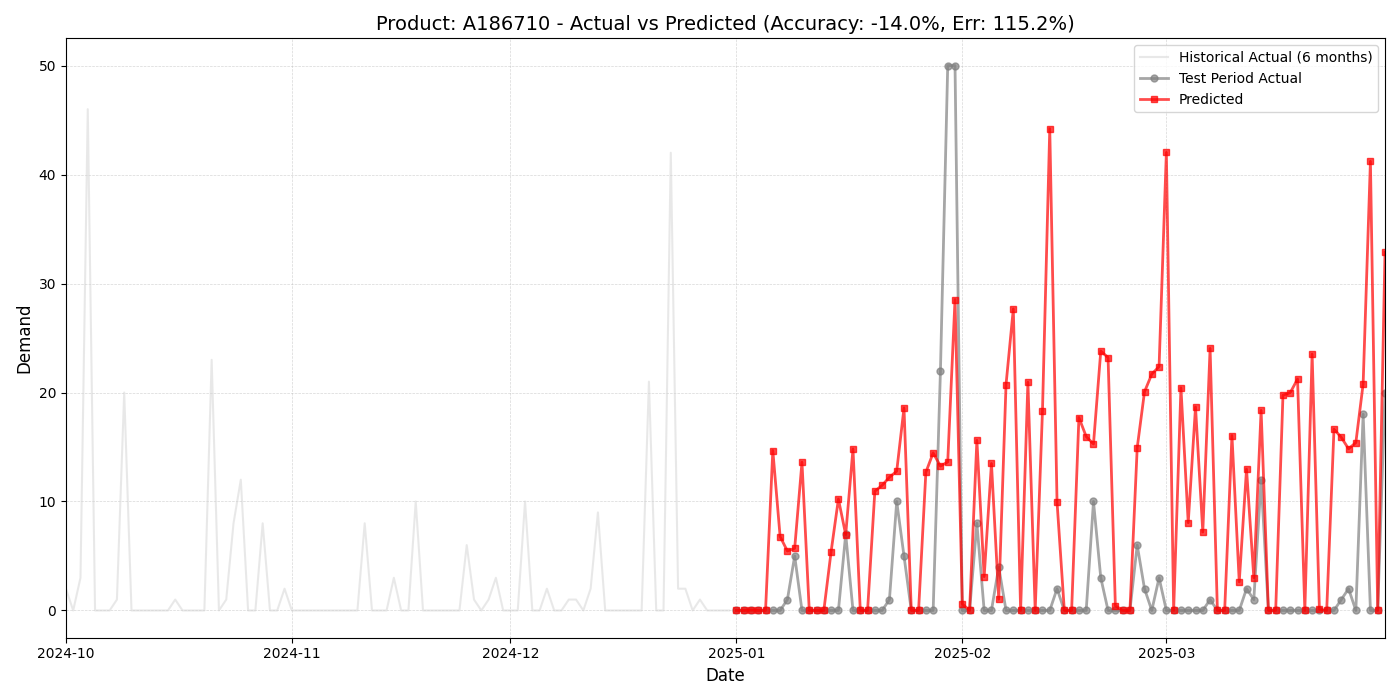 Product: A186710 - Actual vs Predicted (Accuracy: -14.0%, Err: 115.2%)
Historical Actual (6 months)
Test Period Actual
Predicted
Demand
50
40
30
20
10
0
2024-10
2024-11
2024-12
2025-01
2025-02
2025-03
Date